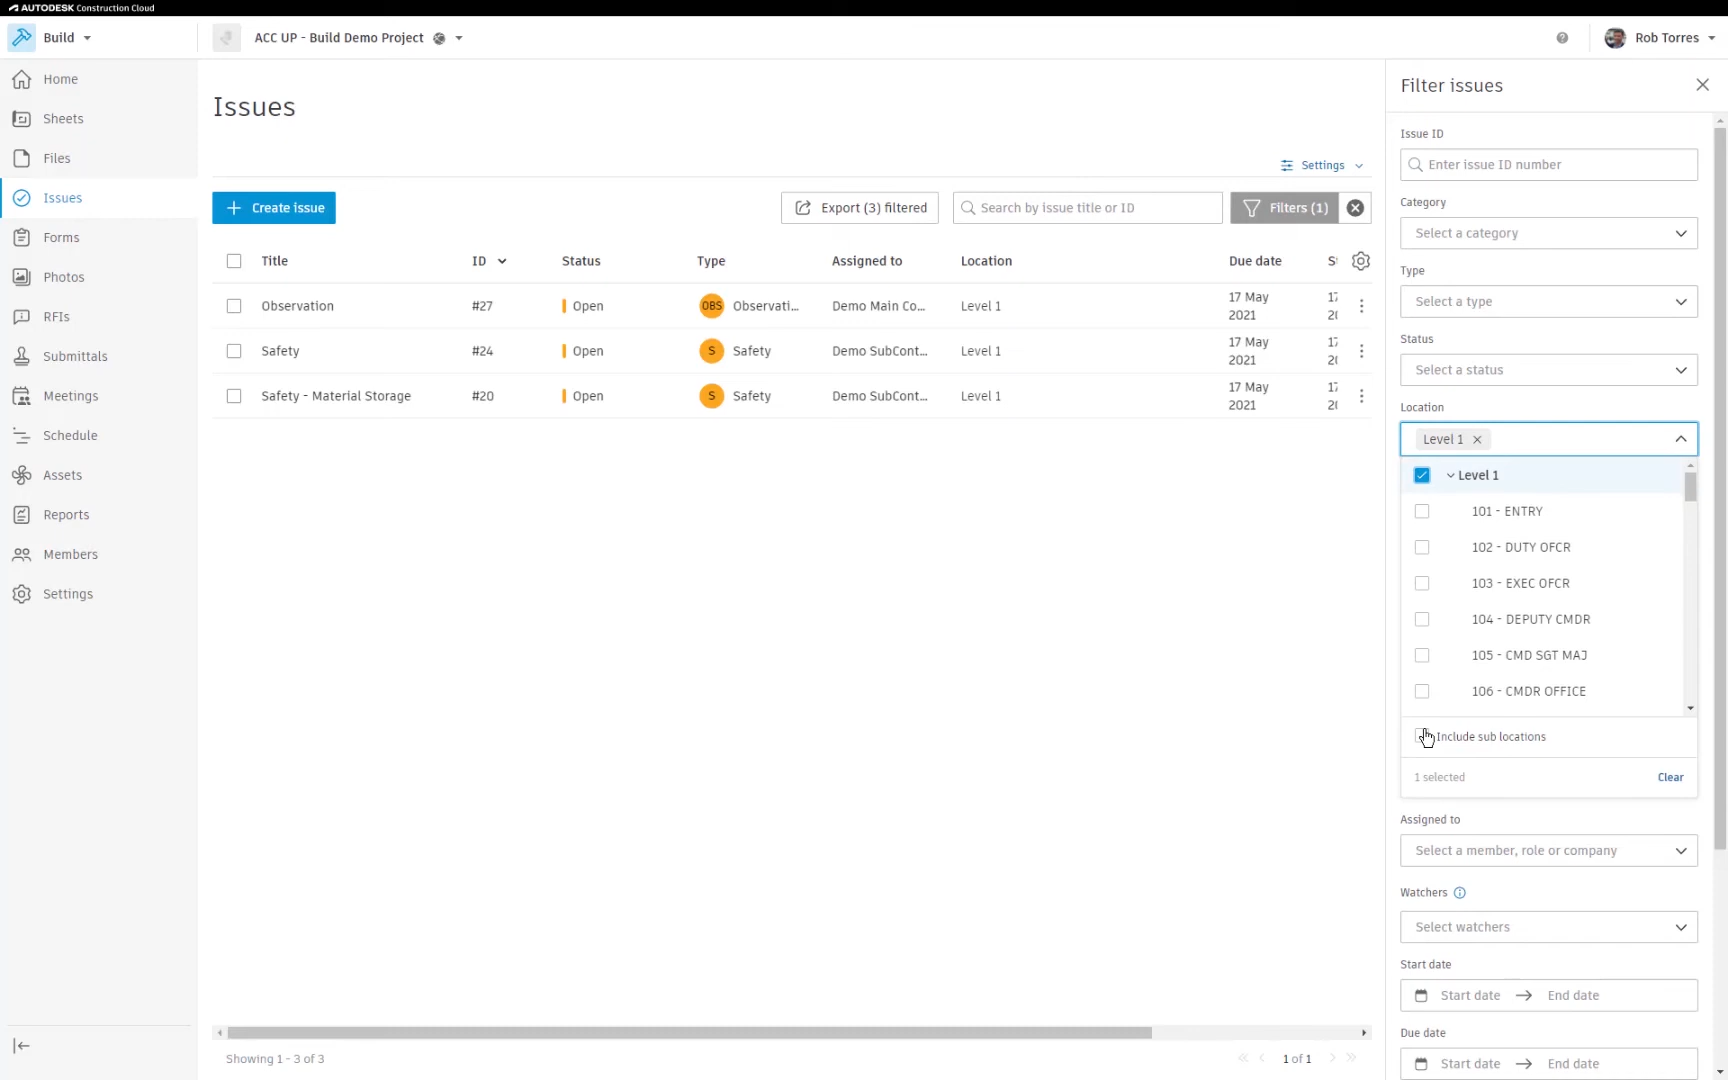 AUTODESK Construction Cloud
Build
ACC UP - Build Demo Project
Rob Torres
Home
Sheets
Files
Issues
Forms
Photos
RFIs
Submittals
Meetings
Schedule
Assets
Reports
Members
Settings
Issues
Settings
Create issue
Export (3) filtered
Search by issue title or ID
Filters (1)
Title ID Status Type Assigned to Location Due date
Observation #27 Open OBS Observati... Demo Main Co... Level 1 17 May
2021
Safety #24 Open S Safety Demo SubCont... Level 1 17 May
2021
Safety - Material Storage #20 Open S Safety Demo SubCont... Level 1 17 May
2021
Showing 1 - 3 of 3
1 of 1
Filter issues
Issue ID
Enter issue ID number
Category
Select a category
Type
Select a type
Status
Select a status
Location
Level 1
Level 1
101 - ENTRY
102 - DUTY OFCR
103 - EXEC OFCR
104 - DEPUTY CMDR
105 - CMD SGT MAJ
106 - CMDR OFFICE
Include sub locations
1 selected Clear
Assigned to
Select a member, role or company
Watchers
Select watchers
Start date
Start date → End date
Due date
Start date → End date